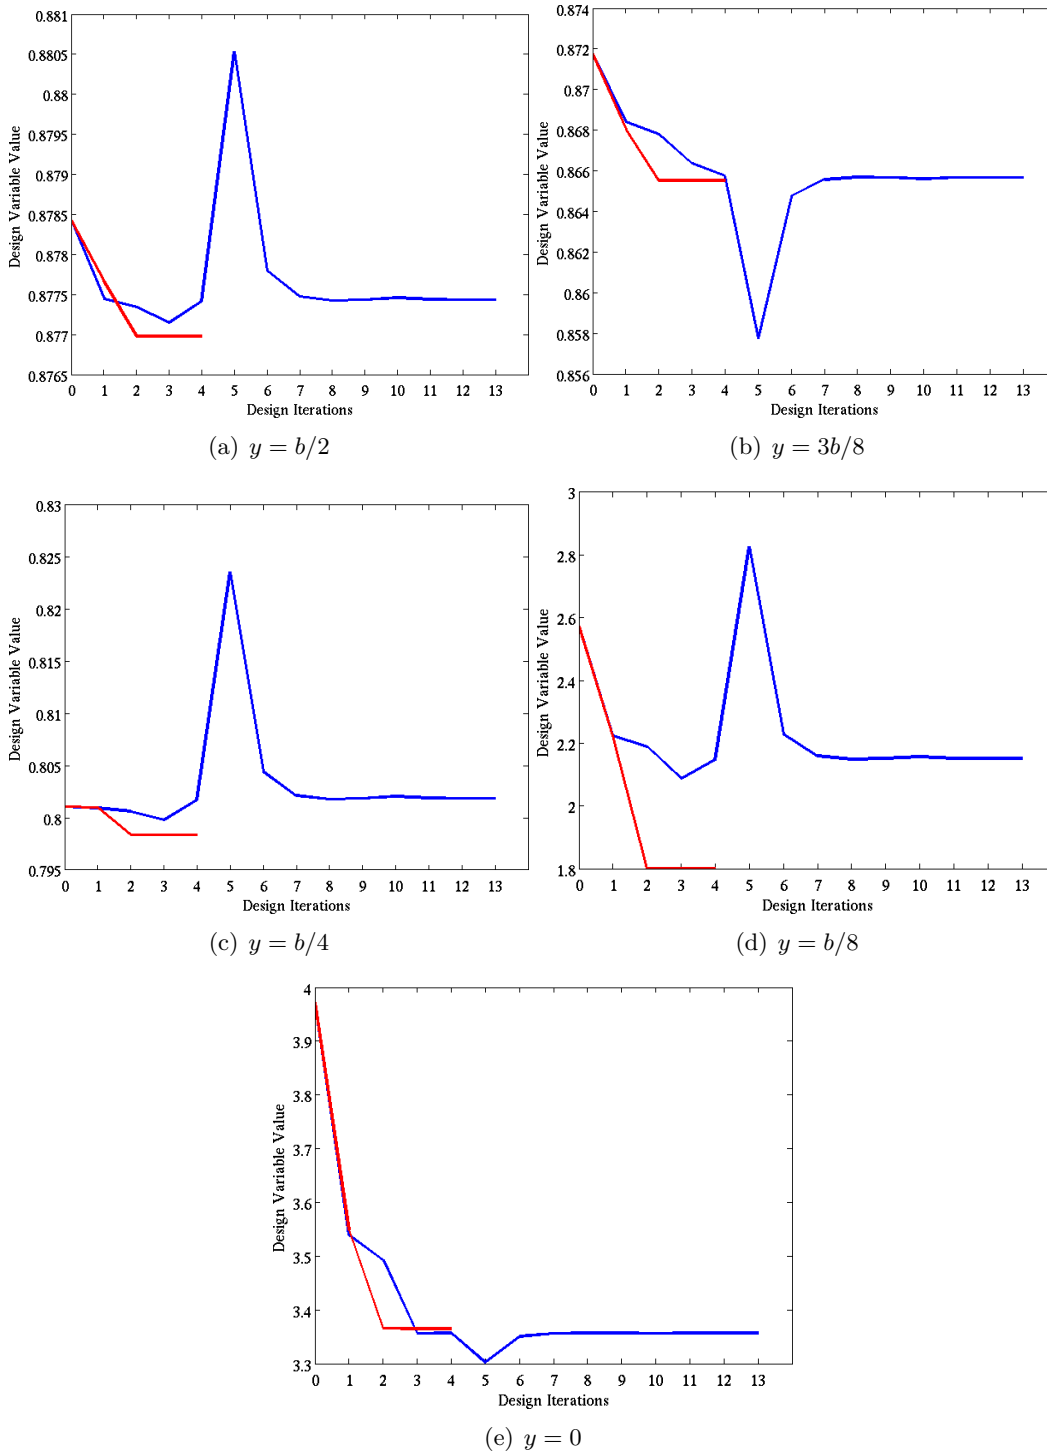 0.881
0.8805
0.88
0.8795
0.879
0.8785
0.878
0.8775
0.877
0.8765
Design Variable Value
0 1 2 3 4 5 6 7 8 9 10 11 12 13
Design Iterations
(a) y = b/2
0.874
0.872
0.87
0.868
0.866
0.864
0.862
0.86
0.858
0.856
Design Variable Value
0 1 2 3 4 5 6 7 8 9 10 11 12 13
Design Iterations
(b) y = 3b/8
0.83
0.825
0.82
0.815
0.81
0.805
0.8
0.795
Design Variable Value
0 1 2 3 4 5 6 7 8 9 10 11 12 13
Design Iterations
(c) y = b/4
3
2.8
2.6
2.4
2.2
2
1.8
Design Variable Value
0 1 2 3 4 5 6 7 8 9 10 11 12 13
Design Iterations
(d) y = b/8
4
3.9
3.8
3.7
3.6
3.5
3.4
3.3
Design Variable Value
0 1 2 3 4 5 6 7 8 9 10 11 12 13
Design Iterations
(e) y = 0